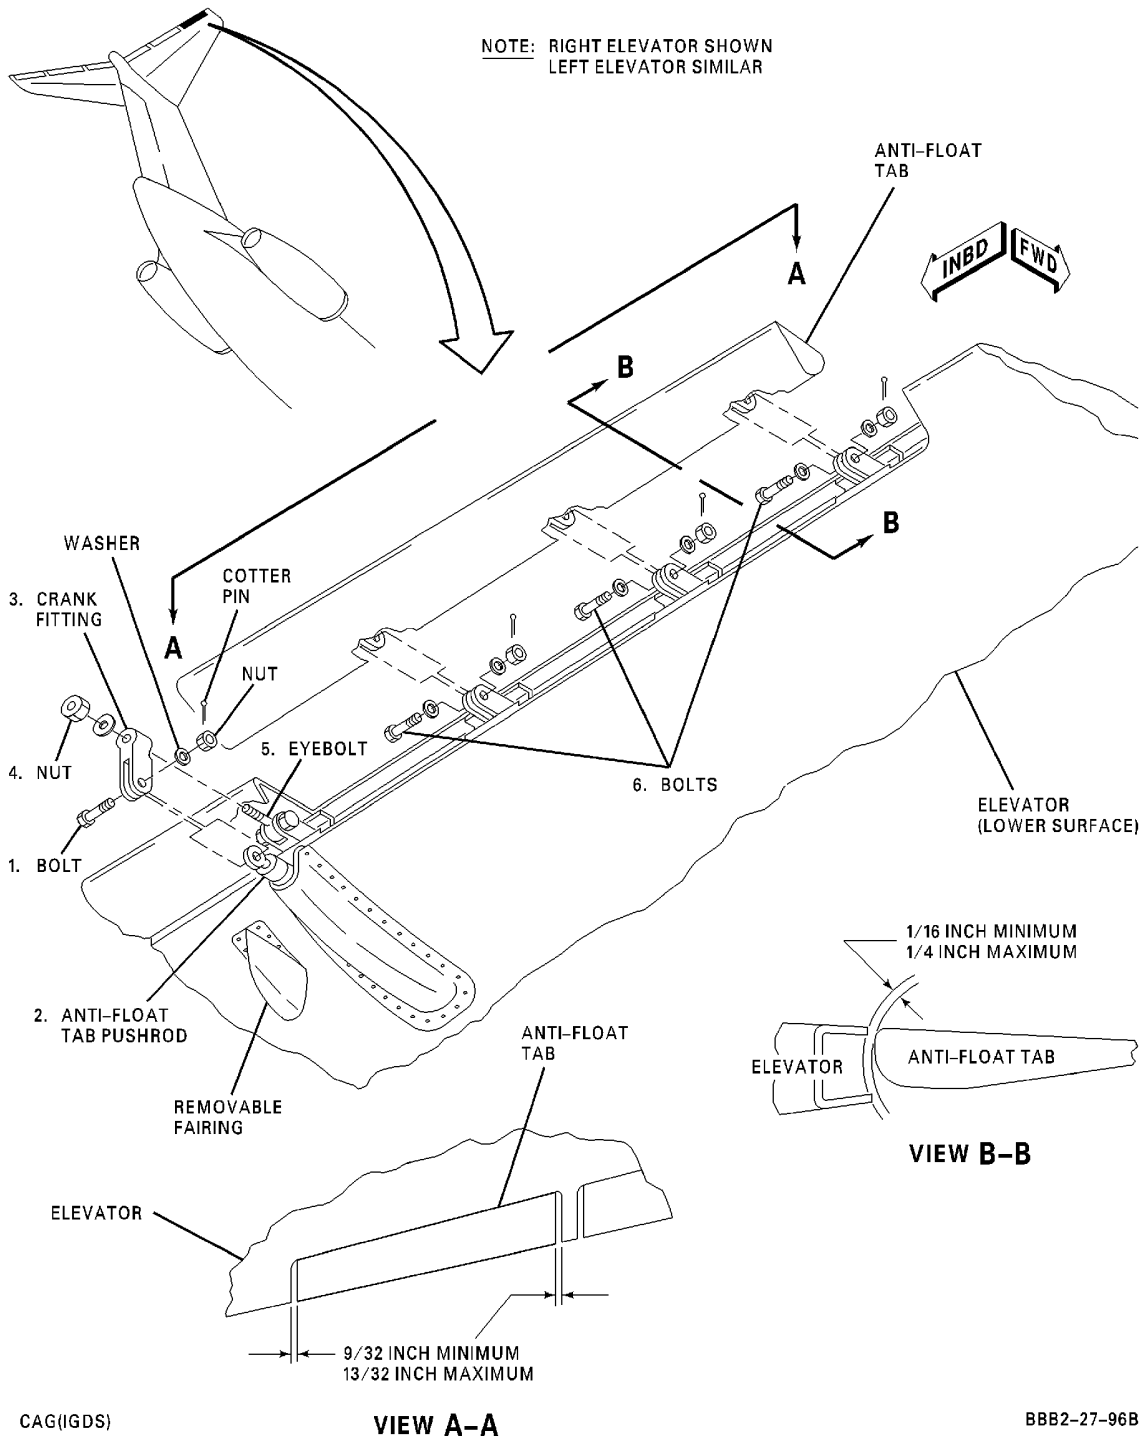 NOTE: RIGHT ELEVATOR SHOWN
LEFT ELEVATOR SIMILAR
ANTI–FLOAT
TAB
INBD
FWD
A
B
B
A
WASHER
3. CRANK
FITTING
COTTER
PIN
NUT
4. NUT
5. EYEBOLT
6. BOLTS
1. BOLT
ELEVATOR
(LOWER SURFACE)
2. ANTI–FLOAT
TAB PUSHROD
REMOVABLE
FAIRING
1/16 INCH MINIMUM
1/4 INCH MAXIMUM
ELEVATOR
ANTI–FLOAT TAB
VIEW B–B
ANTI–FLOAT
TAB
ELEVATOR
9/32 INCH MINIMUM
13/32 INCH MAXIMUM
VIEW A–A
CAG(IGDS)
BBB2–27–96B